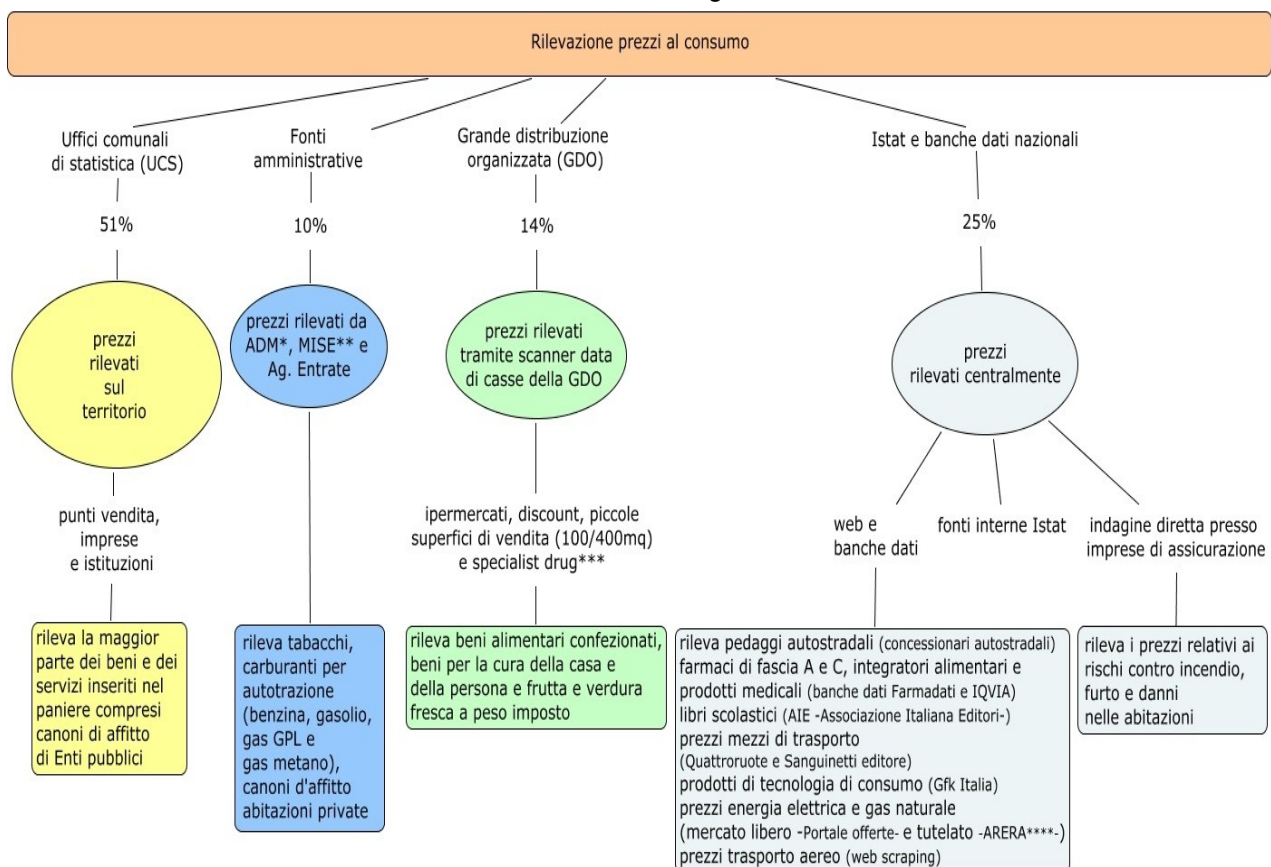 Rilevazione prezzi al consumo
Uffici comunali
di statistica (UCS)
51%
prezzi
rilevati
sul
territorio
punti vendita,
imprese
e istituzioni
rileva la maggior
parte dei beni e dei
servizi inseriti nel
paniere compresi
canoni di affitto
di Enti pubblici
Fonti
amministrative
10%
prezzi rilevati da
ADM*, MISE** e
Ag. Entrate
rileva tabacchi,
carburanti per
autotrazione
(benzina, gasolio,
gas GPL e
gas metano),
canoni d'affitto
abitazioni private
Grande distribuzione
organizzata (GDO)
14%
prezzi rilevati
tramite scanner data
di casse della GDO
ipermercati, discount, piccole
superfici di vendita (100/400mq)
e specialist drug***
rileva beni alimentari confezionati,
beni per la cura della casa e
della persona e frutta e verdura
fresca a peso imposto
Istat e banche dati nazionali
25%
prezzi
rilevati centralmente
web e
banche dati
rileva pedaggi autostradali (concessionari autostradali)
farmaci di fascia A e C, integratori alimentari e
prodotti medicali (banche dati Farmadati e IQVIA)
libri scolastici (AIE -Associazione Italiana Editori-)
prezzi mezzi di trasporto
(Quattroruote e Sanguinetti editore)
prodotti di tecnologia di consumo (Gfk Italia)
prezzi energia elettrica e gas naturale
(mercato libero -Portale offerte- e tutelato -ARERA****-)
prezzi trasporto aereo (web scraping)
fonti interne Istat
indagine diretta presso
imprese di assicurazione
rileva i prezzi relativi ai
rischi contro incendio,
furto e danni
nelle abitazioni